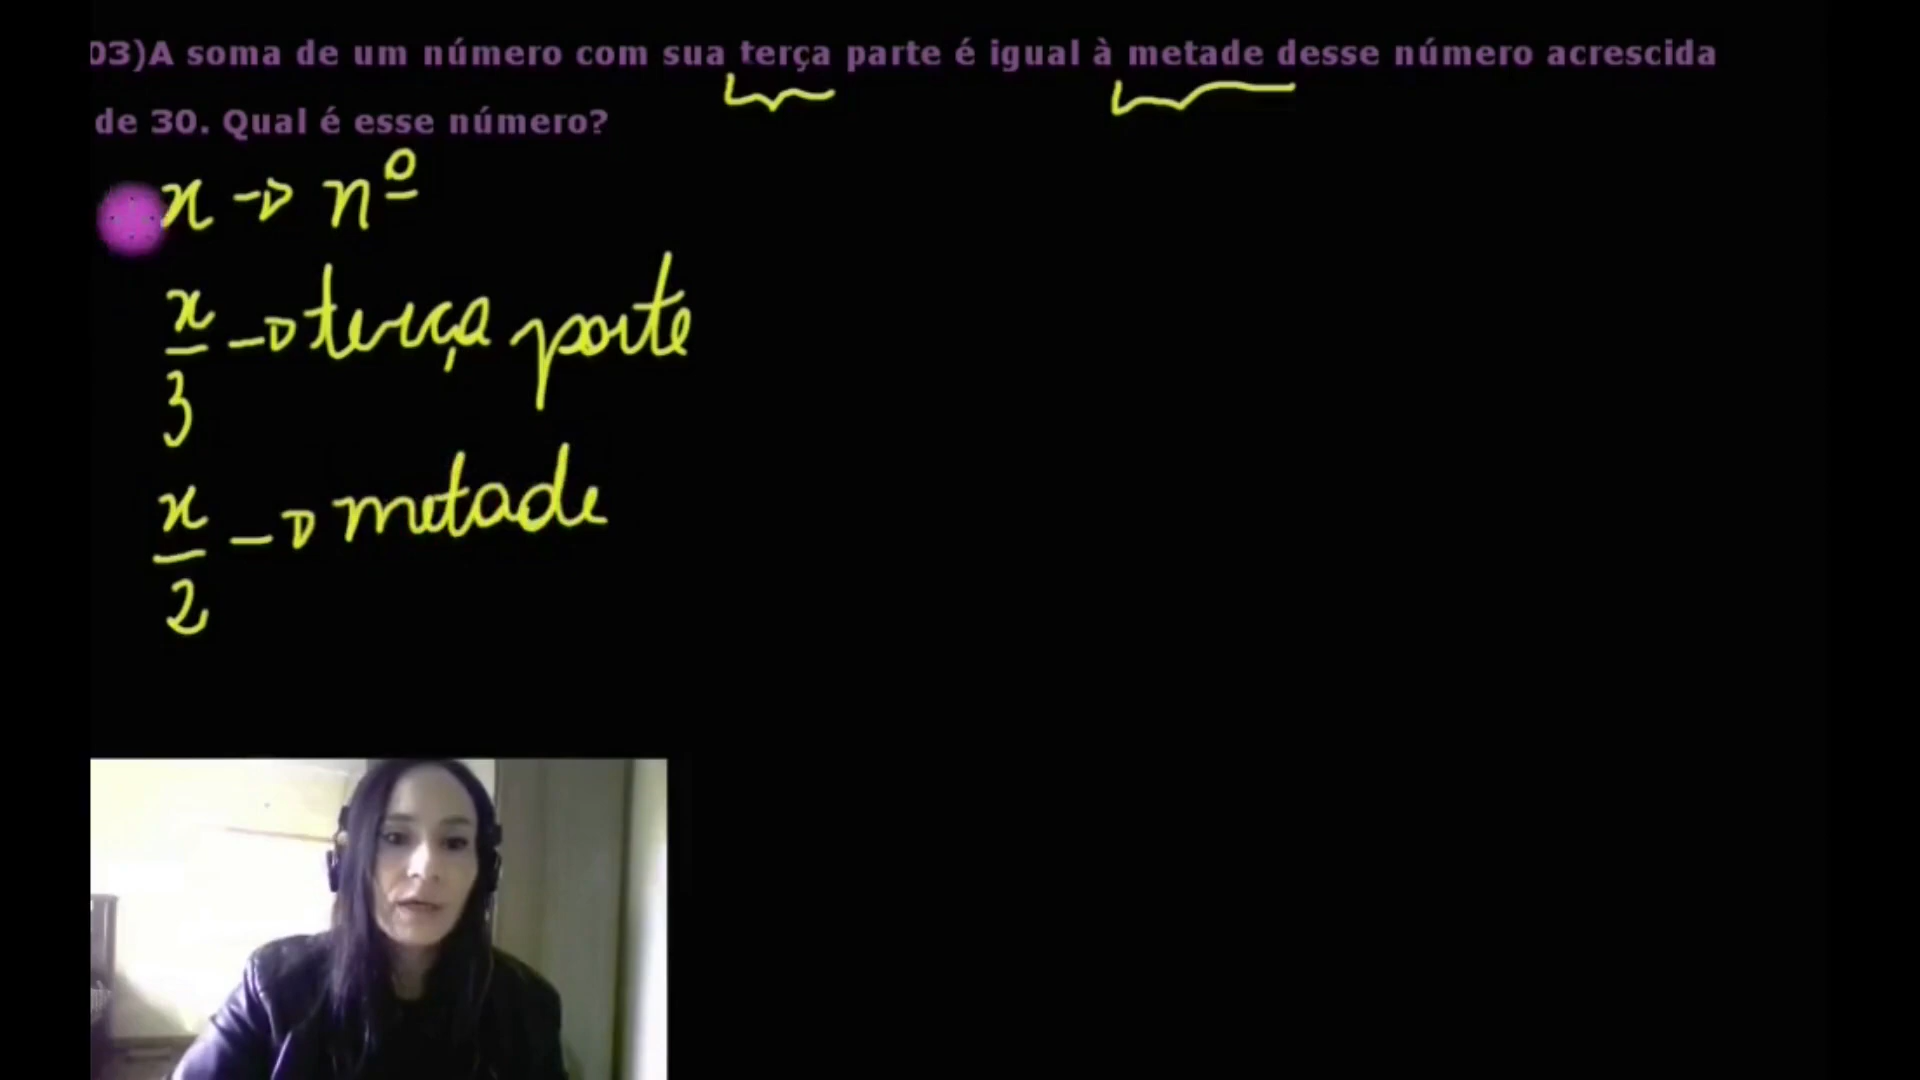 03)A soma de um número com sua terça parte é igual à metade desse número acrescida
de 30. Qual é esse número?
x → nº
x/3 → terça parte
x/2 → metade